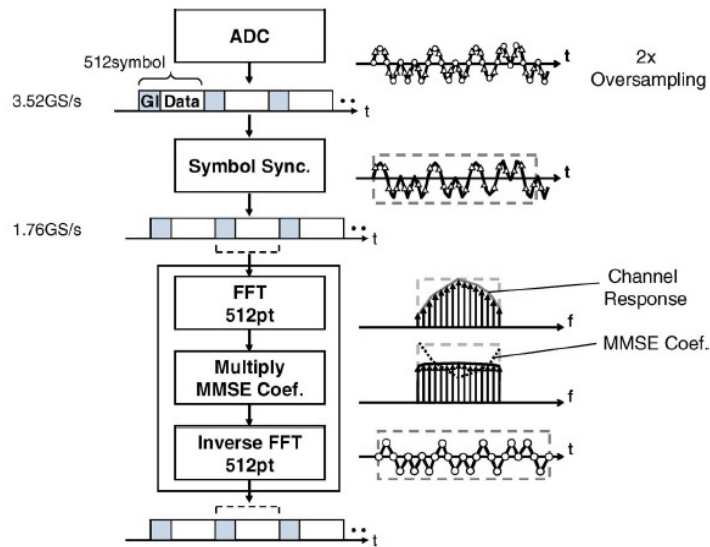 ADC
t
2x
Oversampling
512symbol
3.52GS/s
GI Data
t
Symbol Sync.
t
1.76GS/s
t
FFT
512pt
Channel
Response
f
Multiply
MMSE Coef.
MMSE Coef.
f
Inverse FFT
512pt
t
t